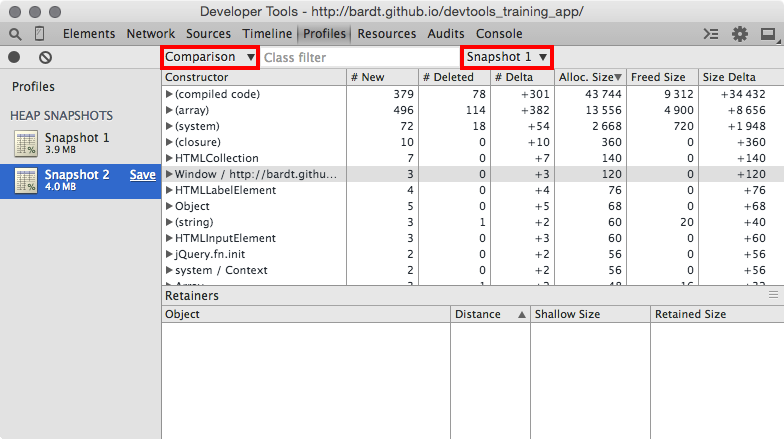 Developer Tools - http://bardt.github.io/devtools_training_app/
Elements Network Sources Timeline Profiles Resources Audits Console
Comparison ▼ Class filter Snapshot 1 ▼
Profiles
HEAP SNAPSHOTS
Snapshot 1
3.9 MB
Snapshot 2 Save
4.0 MB
Constructor # New # Deleted # Delta Alloc. Size▼ Freed Size Size Delta
▶(compiled code) 379 78 +301 43 744 9 312 +34 432
▶(array) 496 114 +382 13 556 4 900 +8 656
▶(system) 72 18 +54 2 668 720 +1 948
▶(closure) 10 0 +10 360 0 +360
▶HTMLCollection 7 0 +7 140 0 +140
▶Window / http://bardt.githu... 3 0 +3 120 0 +120
▶HTMLLabelElement 4 0 +4 76 0 +76
▶Object 5 0 +5 68 0 +68
▶(string) 3 1 +2 60 20 +40
▶HTMLInputElement 3 0 +3 60 0 +60
▶jQuery.fn.init 2 0 +2 56 0 +56
▶system / Context 2 0 +2 56 0 +56
▶Array 3 1 +2 48 16 +32
Retainers
Object Distance ▲ Shallow Size Retained Size